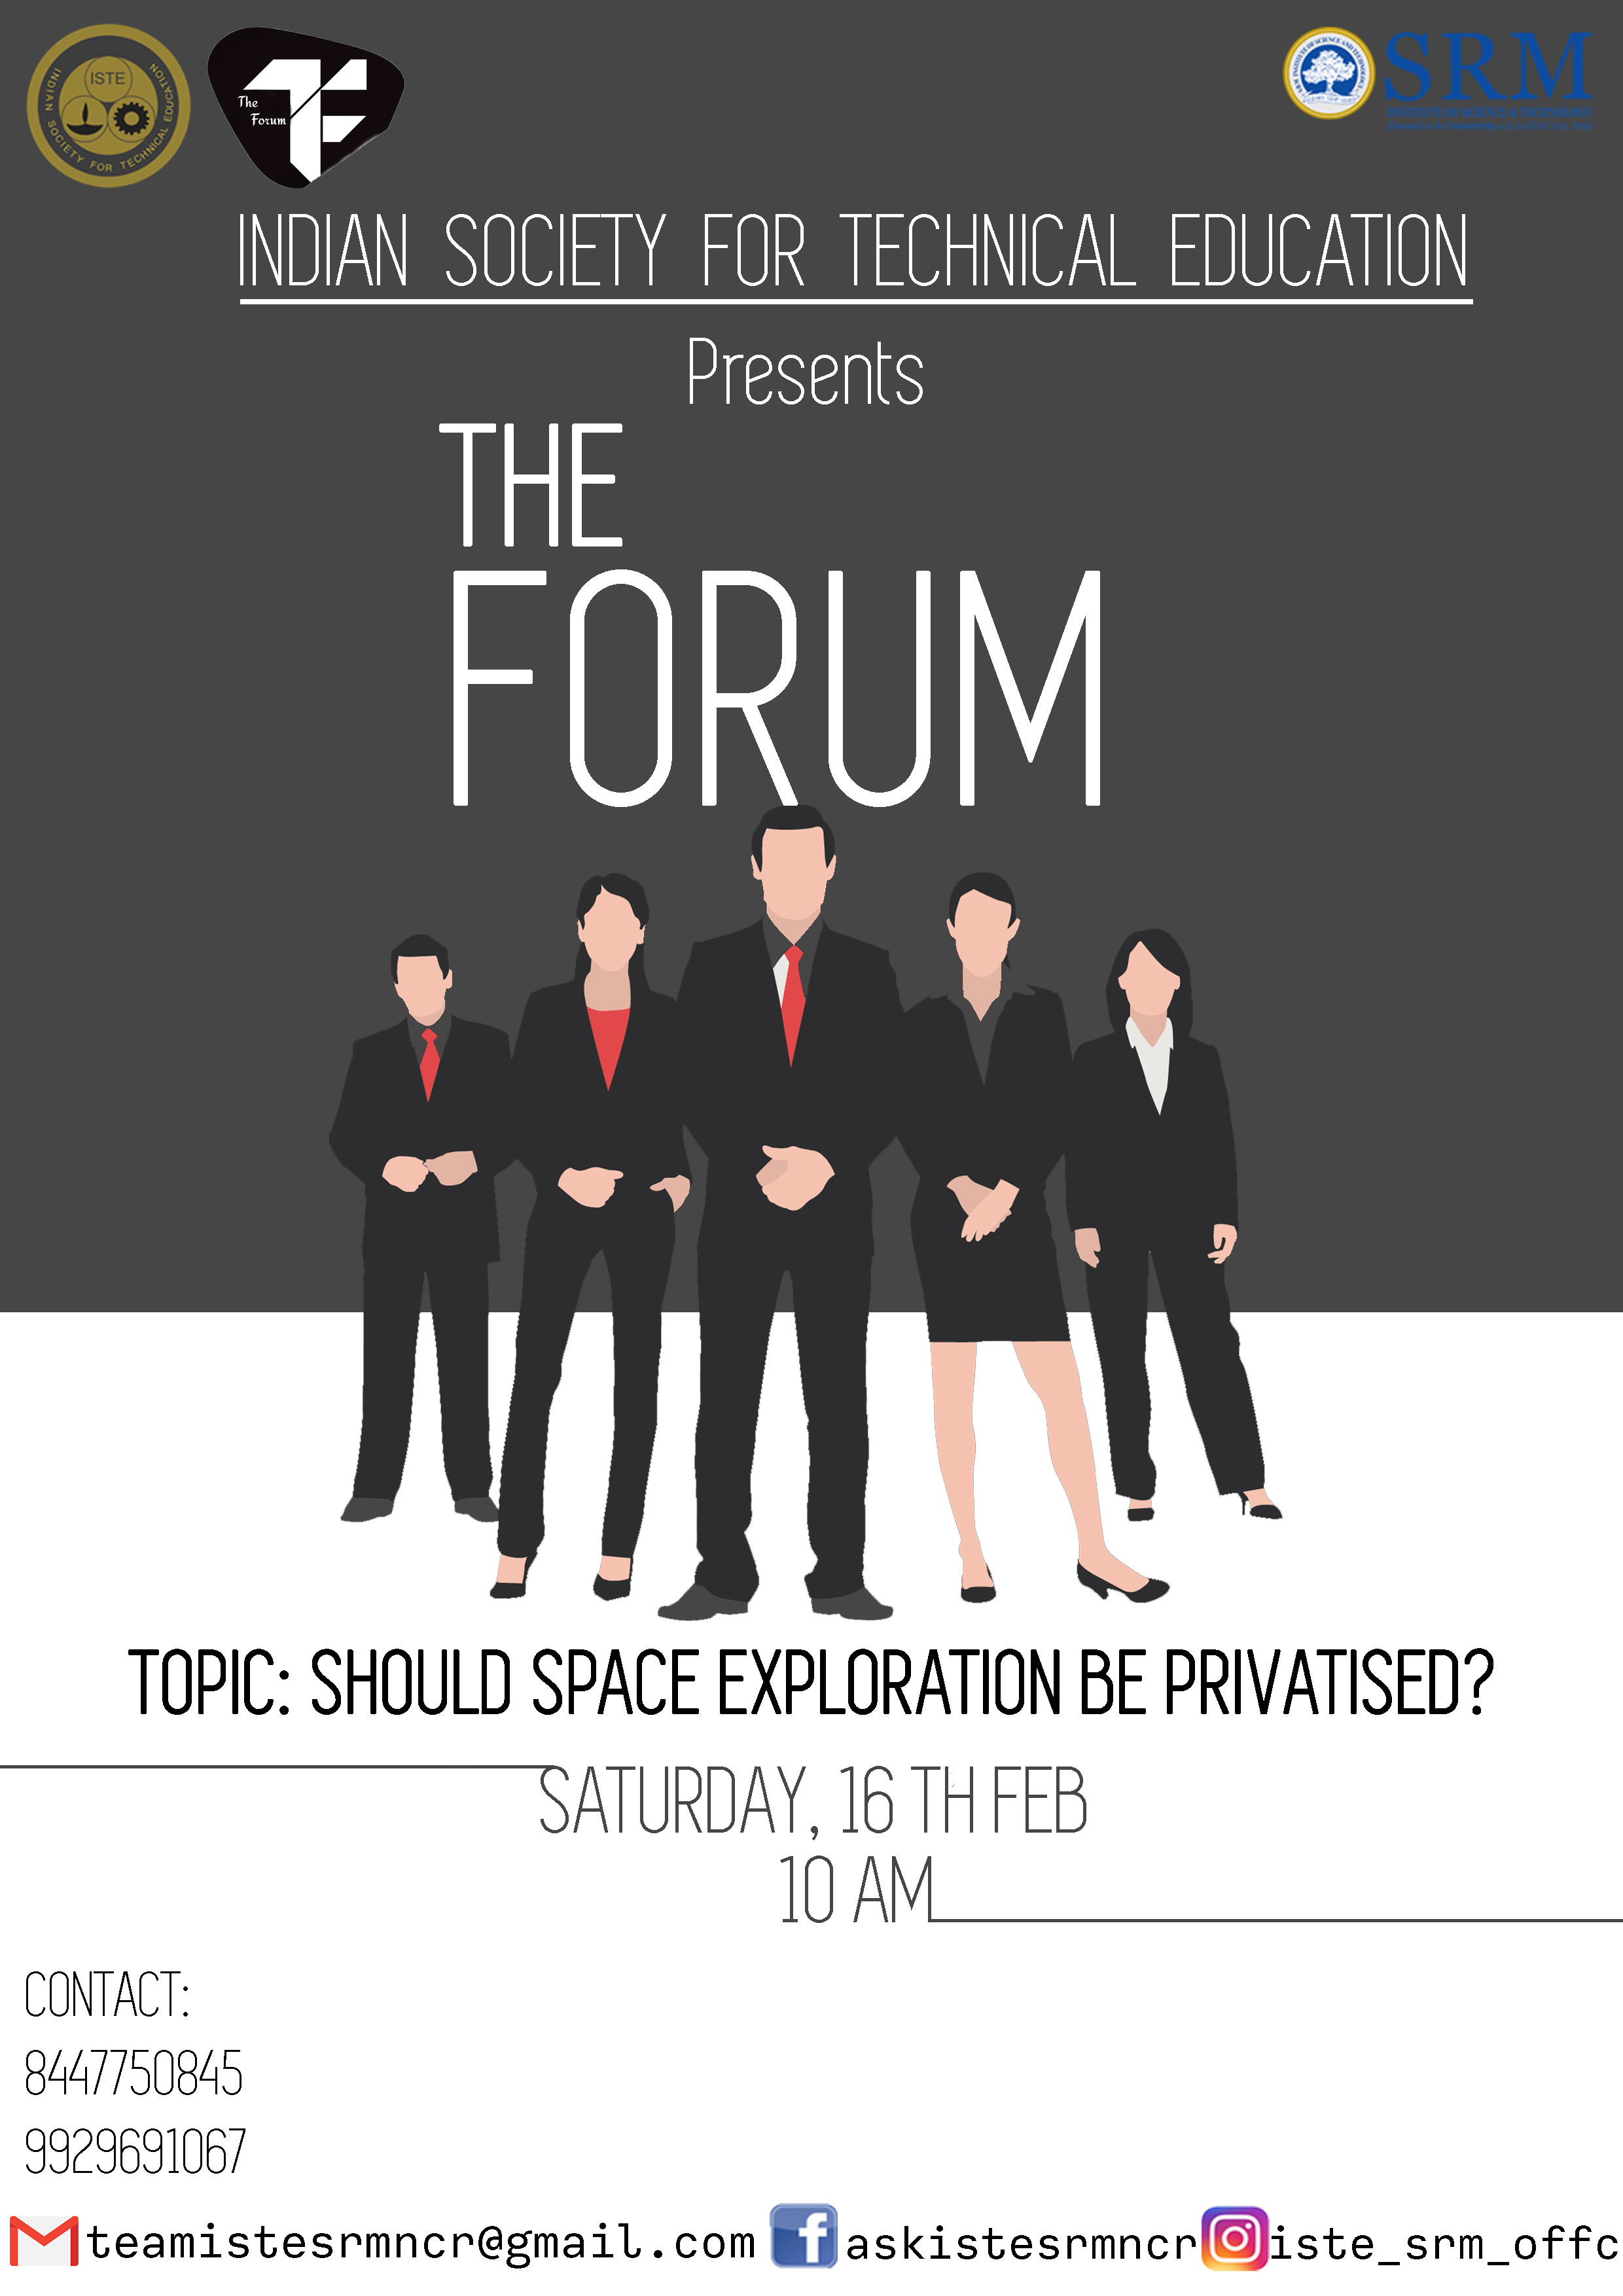 ISTE
INDIAN SOCIETY FOR TECHNICAL EDUCATION
The
Forum
TF
SRM
INSTITUTE OF SCIENCE & TECHNOLOGY
INDIAN SOCIETY FOR TECHNICAL EDUCATION
Presents
THE
FORUM
TOPIC: SHOULD SPACE EXPLORATION BE PRIVATISED?
SATURDAY, 16 TH FEB
10 AM
CONTACT:
8447750845
9929691067
teamistesrmncr@gmail.com askistesrmncr iste_srm_offc